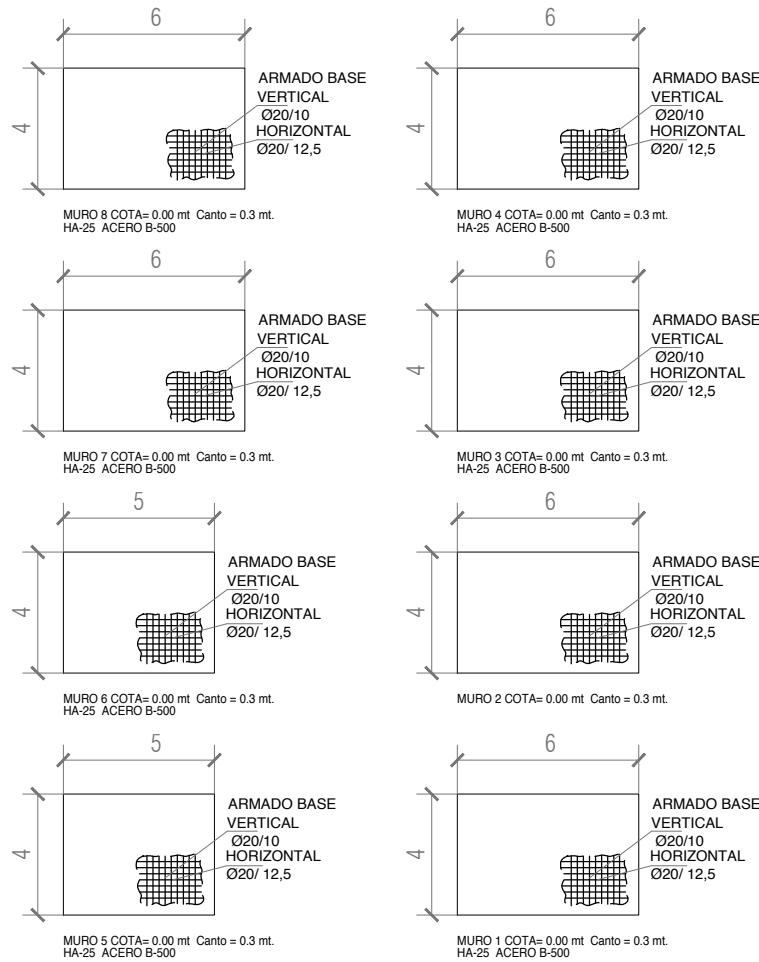 6
4
ARMADO BASE
VERTICAL
Ø20/10
HORIZONTAL
Ø20/ 12,5
MURO 8 COTA= 0.00 mt Canto = 0.3 mt.
HA-25 ACERO B-500
6
4
ARMADO BASE
VERTICAL
Ø20/10
HORIZONTAL
Ø20/ 12,5
MURO 4 COTA= 0.00 mt Canto = 0.3 mt.
HA-25 ACERO B-500
6
4
ARMADO BASE
VERTICAL
Ø20/10
HORIZONTAL
Ø20/ 12,5
MURO 7 COTA= 0.00 mt Canto = 0.3 mt.
HA-25 ACERO B-500
6
4
ARMADO BASE
VERTICAL
Ø20/10
HORIZONTAL
Ø20/ 12,5
MURO 3 COTA= 0.00 mt Canto = 0.3 mt.
HA-25 ACERO B-500
5
4
ARMADO BASE
VERTICAL
Ø20/10
HORIZONTAL
Ø20/ 12,5
MURO 6 COTA= 0.00 mt Canto = 0.3 mt.
HA-25 ACERO B-500
6
4
ARMADO BASE
VERTICAL
Ø20/10
HORIZONTAL
Ø20/ 12,5
MURO 2 COTA= 0.00 mt Canto = 0.3 mt.
5
4
ARMADO BASE
VERTICAL
Ø20/10
HORIZONTAL
Ø20/ 12,5
MURO 5 COTA= 0.00 mt Canto = 0.3 mt.
HA-25 ACERO B-500
6
4
ARMADO BASE
VERTICAL
Ø20/10
HORIZONTAL
Ø20/ 12,5
MURO 1 COTA= 0.00 mt Canto = 0.3 mt.
HA-25 ACERO B-500